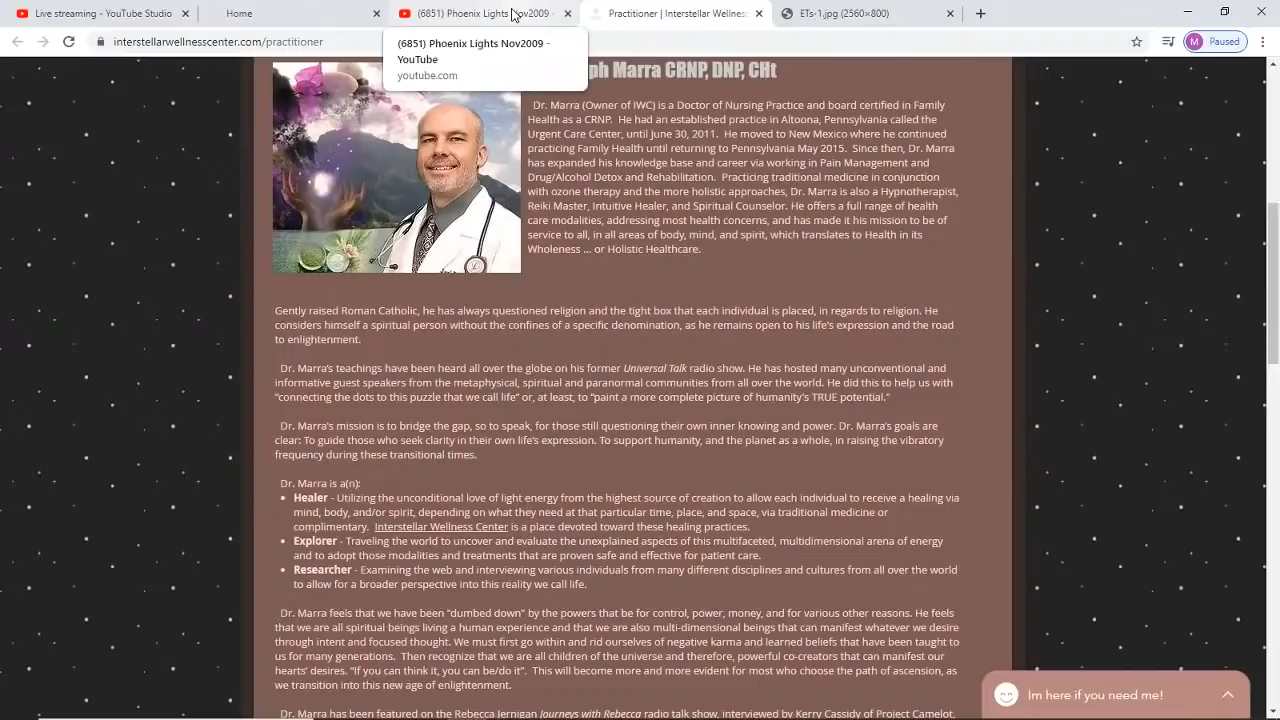 Live streaming - YouTube Studio
Home
(6851) Phoenix Lights Nov2009 -
Practitioner | Interstellar Wellness
ETs-1.jpg (2560×800)
interstellarwellnesscenter.com/practitioner
M Paused
(6851) Phoenix Lights Nov2009 -
YouTube
youtube.com
ph Marra CRNP, DNP, CHt
Dr. Marra (Owner of IWC) is a Doctor of Nursing Practice and board certified in Family
Health as a CRNP. He had an established practice in Altoona, Pennsylvania called the
Urgent Care Center, until June 30, 2011. He moved to New Mexico where he continued
practicing Family Health until returning to Pennsylvania May 2015. Since then, Dr. Marra
has expanded his knowledge base and career via working in Pain Management and
Drug/Alcohol Detox and Rehabilitation. Practicing traditional medicine in conjunction
with ozone therapy and the more holistic approaches, Dr. Marra is also a Hypnotherapist,
Reiki Master, Intuitive Healer, and Spiritual Counselor. He offers a full range of health
care modalities, addressing most health concerns, and has made it his mission to be of
service to all, in all areas of body, mind, and spirit, which translates to Health in its
Wholeness ... or Holistic Healthcare.
Gently raised Roman Catholic, he has always questioned religion and the tight box that each individual is placed, in regards to religion. He
considers himself a spiritual person without the confines of a specific denomination, as he remains open to his life's expression and the road
to enlightenment.
Dr. Marra's teachings have been heard all over the globe on his former Universal Talk radio show. He has hosted many unconventional and
informative guest speakers from the metaphysical, spiritual and paranormal communities from all over the world. He did this to help us with
"connecting the dots to this puzzle that we call life" or, at least, to "paint a more complete picture of humanity's TRUE potential."
Dr. Marra's mission is to bridge the gap, so to speak, for those still questioning their own inner knowing and power. Dr. Marra's goals are
clear: To guide those who seek clarity in their own life's expression. To support humanity, and the planet as a whole, in raising the vibratory
frequency during these transitional times.
Dr. Marra is a(n):
• Healer - Utilizing the unconditional love of light energy from the highest source of creation to allow each individual to receive a healing via
mind, body, and/or spirit, depending on what they need at that particular time, place, and space, via traditional medicine or
complimentary. Interstellar Wellness Center is a place devoted toward these healing practices.
• Explorer - Traveling the world to uncover and evaluate the unexplained aspects of this multifaceted, multidimensional arena of energy
and to adopt those modalities and treatments that are proven safe and effective for patient care.
• Researcher - Examining the web and interviewing various individuals from many different disciplines and cultures from all over the world
to allow for a broader perspective into this reality we call life.
Dr. Marra feels that we have been "dumbed down" by the powers that be for control, power, money, and for various other reasons. He feels
that we are all spiritual beings living a human experience and that we are also multi-dimensional beings that can manifest whatever we desire
through intent and focused thought. We must first go within and rid ourselves of negative karma and learned beliefs that have been taught to
us for many generations. Then recognize that we are all children of the universe and therefore, powerful co-creators that can manifest our
hearts' desires. "If you can think it, you can be/do it". This will become more and more evident for most who choose the path of ascension, as
we transition into this new age of enlightenment.
Dr. Marra has been featured on the Rebecca Jernigan Journeys with Rebecca radio talk show, interviewed by Kerry Cassidy of Project Camelot,
Im here if you need me!